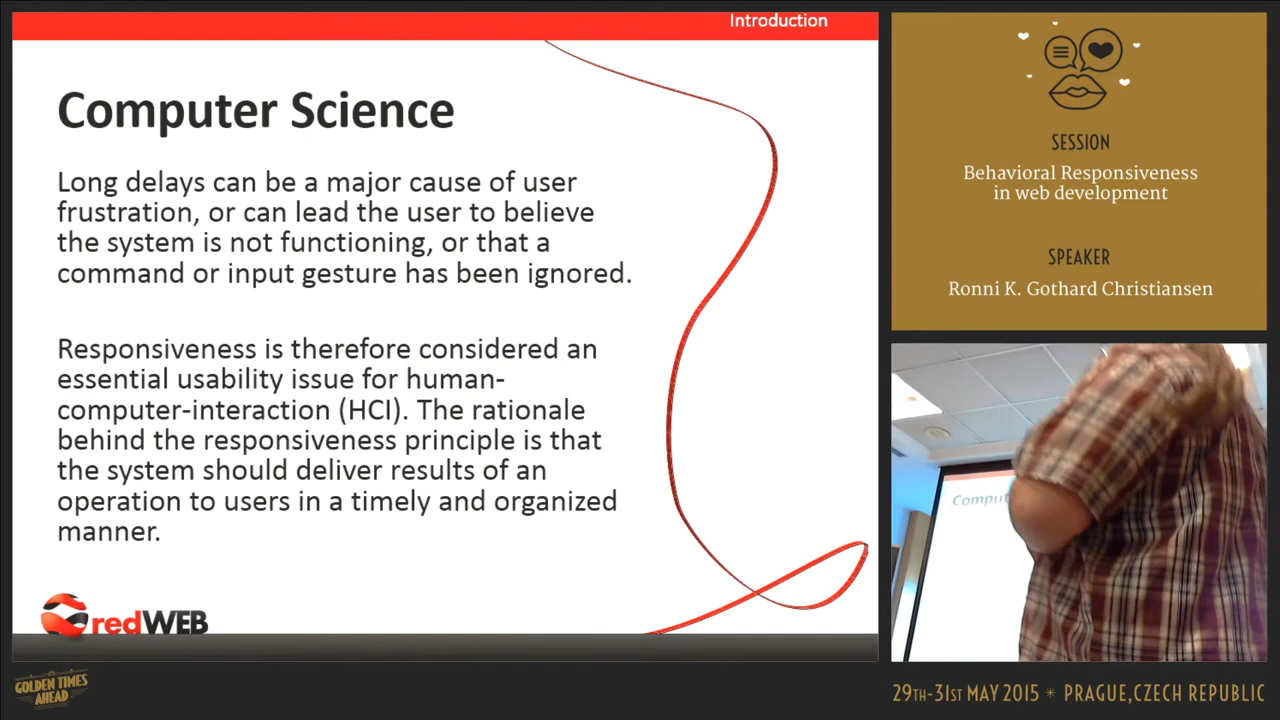 Introduction
Computer Science
Long delays can be a major cause of user
frustration, or can lead the user to believe
the system is not functioning, or that a
command or input gesture has been ignored.
Responsiveness is therefore considered an
essential usability issue for human-
computer-interaction (HCI). The rationale
behind the responsiveness principle is that
the system should deliver results of an
operation to users in a timely and organized
manner.
redWEB
SESSION
Behavioral Responsiveness
in web development
SPEAKER
Ronni K. Gothard Christiansen
Comput
GOLDEN TIMES
AHEAD
29TH-31ST MAY 2015 * PRAGUE,CZECH REPUBLIC